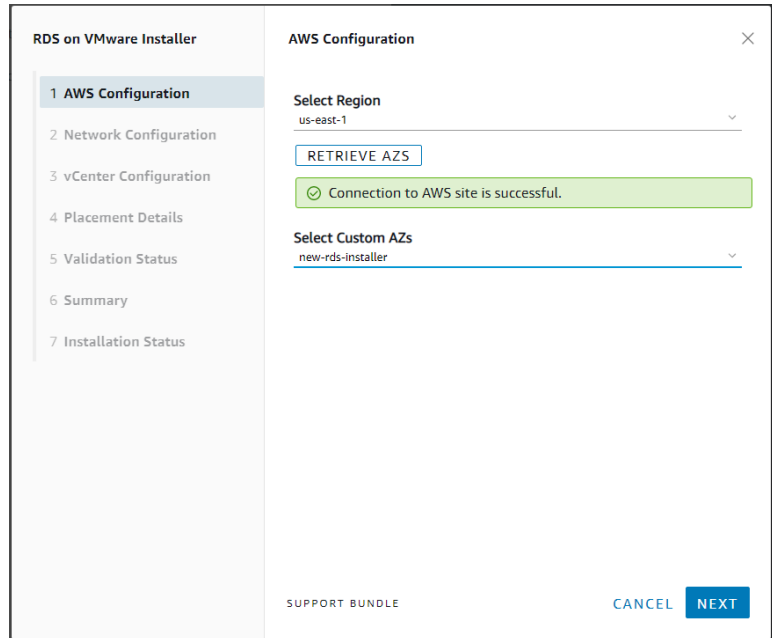 RDS on VMware Installer
1 AWS Configuration
2 Network Configuration
3 vCenter Configuration
4 Placement Details
5 Validation Status
6 Summary
7 Installation Status
AWS Configuration
Select Region
us-east-1
RETRIEVE AZS
Connection to AWS site is successful.
Select Custom AZs
new-rds-installer
SUPPORT BUNDLE
CANCEL
NEXT